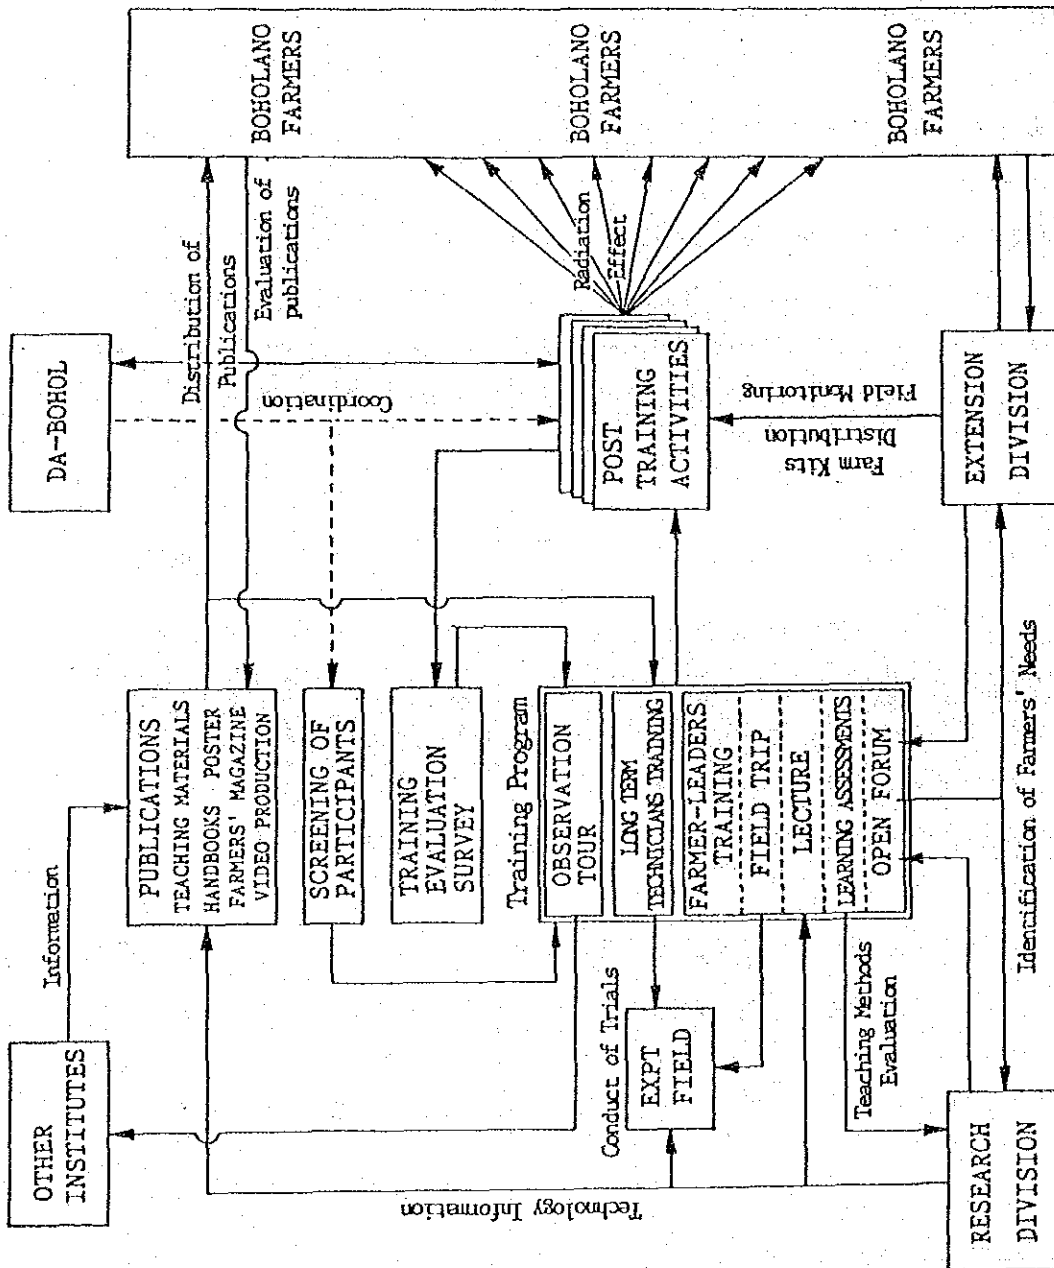 OTHER
INSTITUTES
Information
DA-BOHOL
PUBLICATIONS
TEACHING MATERIALS
HANDBOOKS POSTER
FARMERS' MAGAZINE
VIDEO PRODUCTION
Distribution of
Publications
Evaluation of
publications
Coordination
SCREENING OF
PARTICIPANTS
TRAINING
EVALUATION
SURVEY
Training Program
OBSERVATION
TOUR
LONG TERM
TECHNICIANS TRAINING
FARMER-LEADERS
TRAINING
FIELD TRIP
LECTURE
LEARNING ASSESSMENTS
OPEN FORUM
Conduct of Trials
EXPT
FIELD
Technology Information
Teaching Methods
Evaluation
RESEARCH
DIVISION
Identification of Farmers' Needs
POST
TRAINING
ACTIVITIES
Radiation
Effect
Farm Kits
Distribution
Field Monitoring
EXTENSION
DIVISION
BOHOLANO
FARMERS
BOHOLANO
FARMERS
BOHOLANO
FARMERS